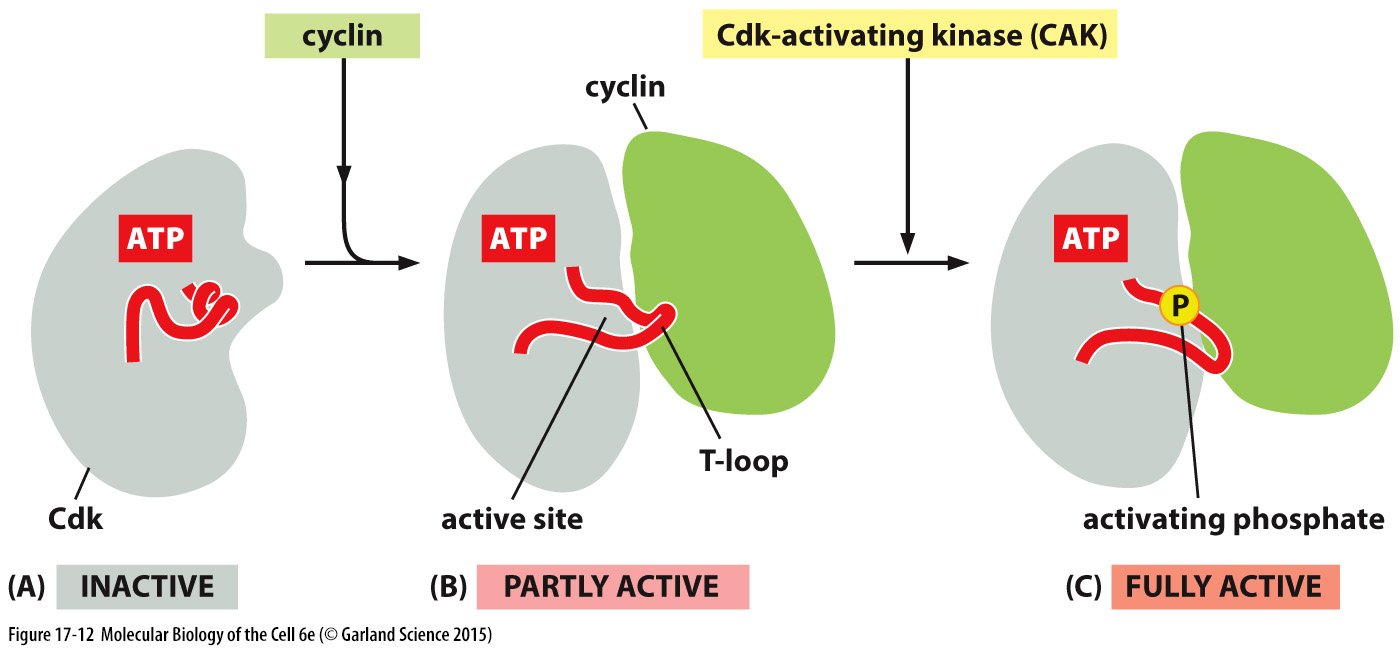 cyclin
Cdk-activating kinase (CAK)
cyclin
ATP
ATP
ATP
P
T-loop
Cdk
active site
activating phosphate
(A) INACTIVE
(B) PARTLY ACTIVE
(C) FULLY ACTIVE
Figure 17-12 Molecular Biology of the Cell 6e (© Garland Science 2015)